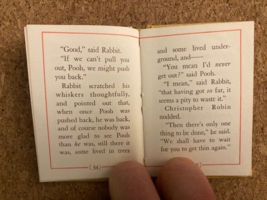 "Good," said Rabbit.
"If we can't pull you
out, Pooh, we might push
you back."
Rabbit scratched his
whiskers thoughtfully,
and pointed out that,
when once Pooh was
pushed back, he was back,
and of course nobody was
more glad to see Pooh
than he was, still there it
was, some lived in trees
and some lived under-
ground, and——
"You mean I'd never
get out?" said Pooh.
"I mean," said Rabbit,
"that having got so far, it
seems a pity to waste it."
Christopher Robin
nodded.
"Then there's only one
thing to be done," he said.
"We shall have to wait
for you to get thin again."